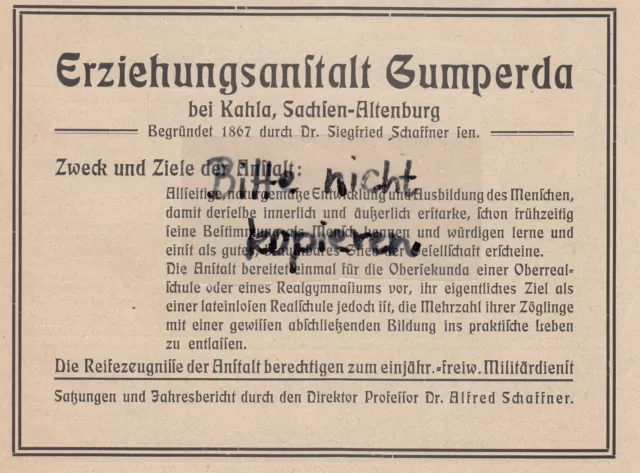 Erziehungsanstalt Gumperda
bei Kahla, Sachsen-Altenburg
Begründet 1867 durch Dr. Siegfried Schaffner sen.
Zweck und Ziele der Anstalt:
Bitte nicht
kopieren.
Allseitige, naturgemäße Entwicklung und Ausbildung des Menschen,
damit derselbe innerlich und äußerlich erstarke, schon frühzeitig
seine Bestimmung als Mensch kennen und würdigen lerne und
einst als gutes, brauchbares Glied der Gesellschaft erscheine.
Die Anstalt bereitet einmal für die Obersekunda einer Oberreal-
schule oder eines Realgymnasiums vor, ihr eigentliches Ziel als
einer lateinlosen Realschule jedoch ist, die Mehrzahl ihrer Zöglinge
mit einer gewissen abschließenden Bildung ins praktische Leben
zu entlassen.
Die Reifezeugnisse der Anstalt berechtigen zum einjähr.-freiw. Militärdienst
Satzungen und Jahresbericht durch den Direktor Professor Dr. Alfred Schaffner.